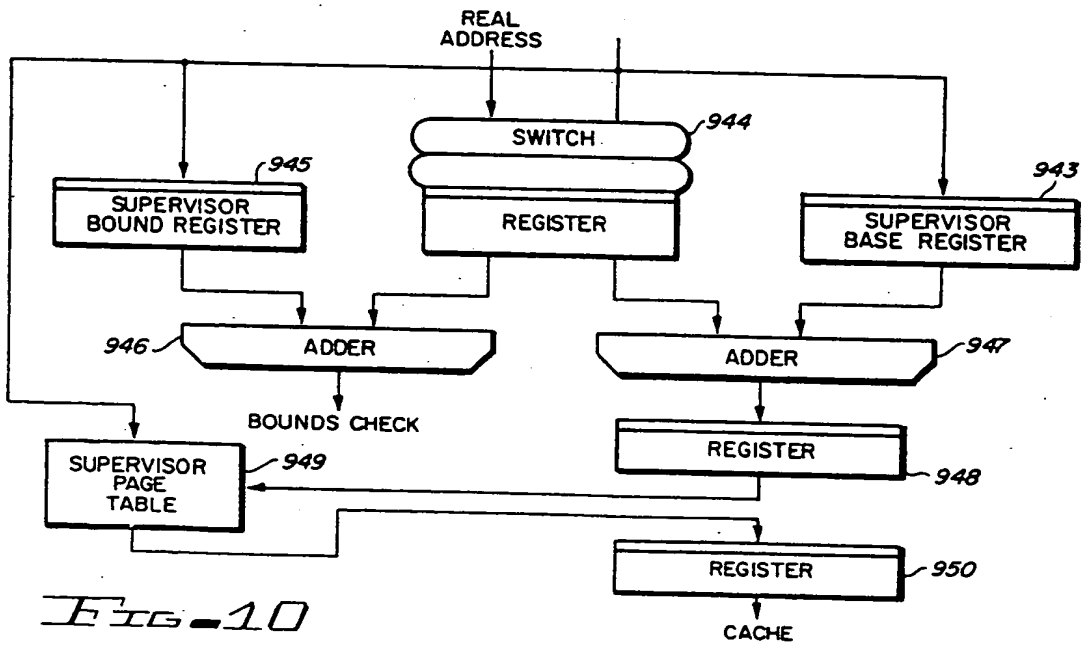 REAL
ADDRESS
SWITCH
944
945
943
SUPERVISOR
BOUND REGISTER
REGISTER
SUPERVISOR
BASE REGISTER
946
ADDER
ADDER
947
BOUNDS CHECK
SUPERVISOR
PAGE
TABLE
949
REGISTER
948
REGISTER
950
CACHE
FIG-10